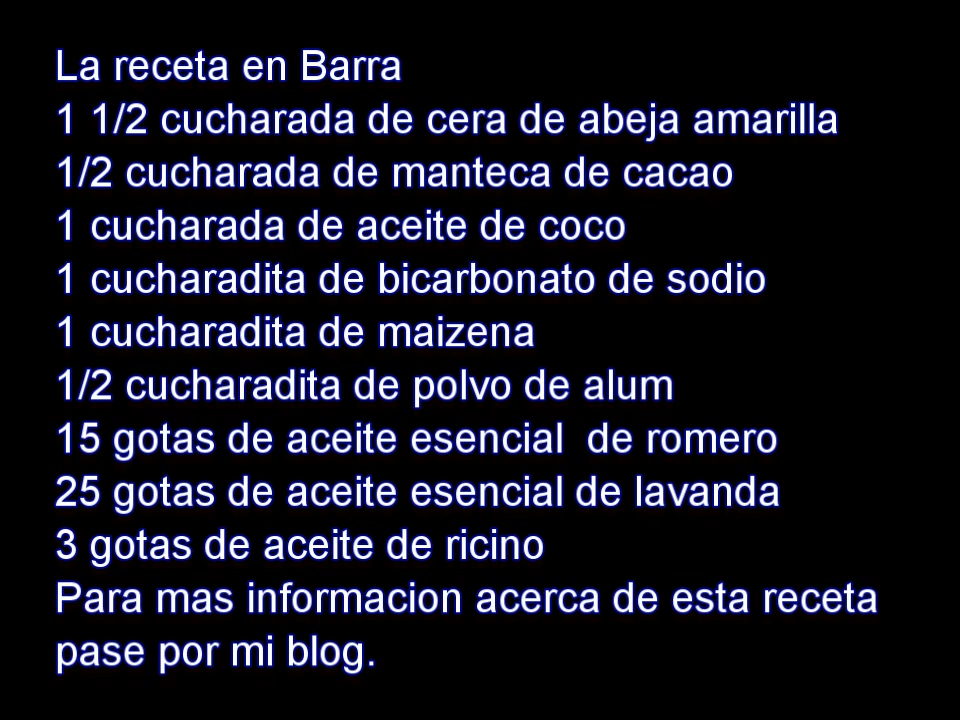 La receta en Barra
1 1/2 cucharada de cera de abeja amarilla
1/2 cucharada de manteca de cacao
1 cucharada de aceite de coco
1 cucharadita de bicarbonato de sodio
1 cucharadita de maizena
1/2 cucharadita de polvo de alum
15 gotas de aceite esencial  de romero
25 gotas de aceite esencial de lavanda
3 gotas de aceite de ricino
Para mas informacion acerca de esta receta
pase por mi blog.